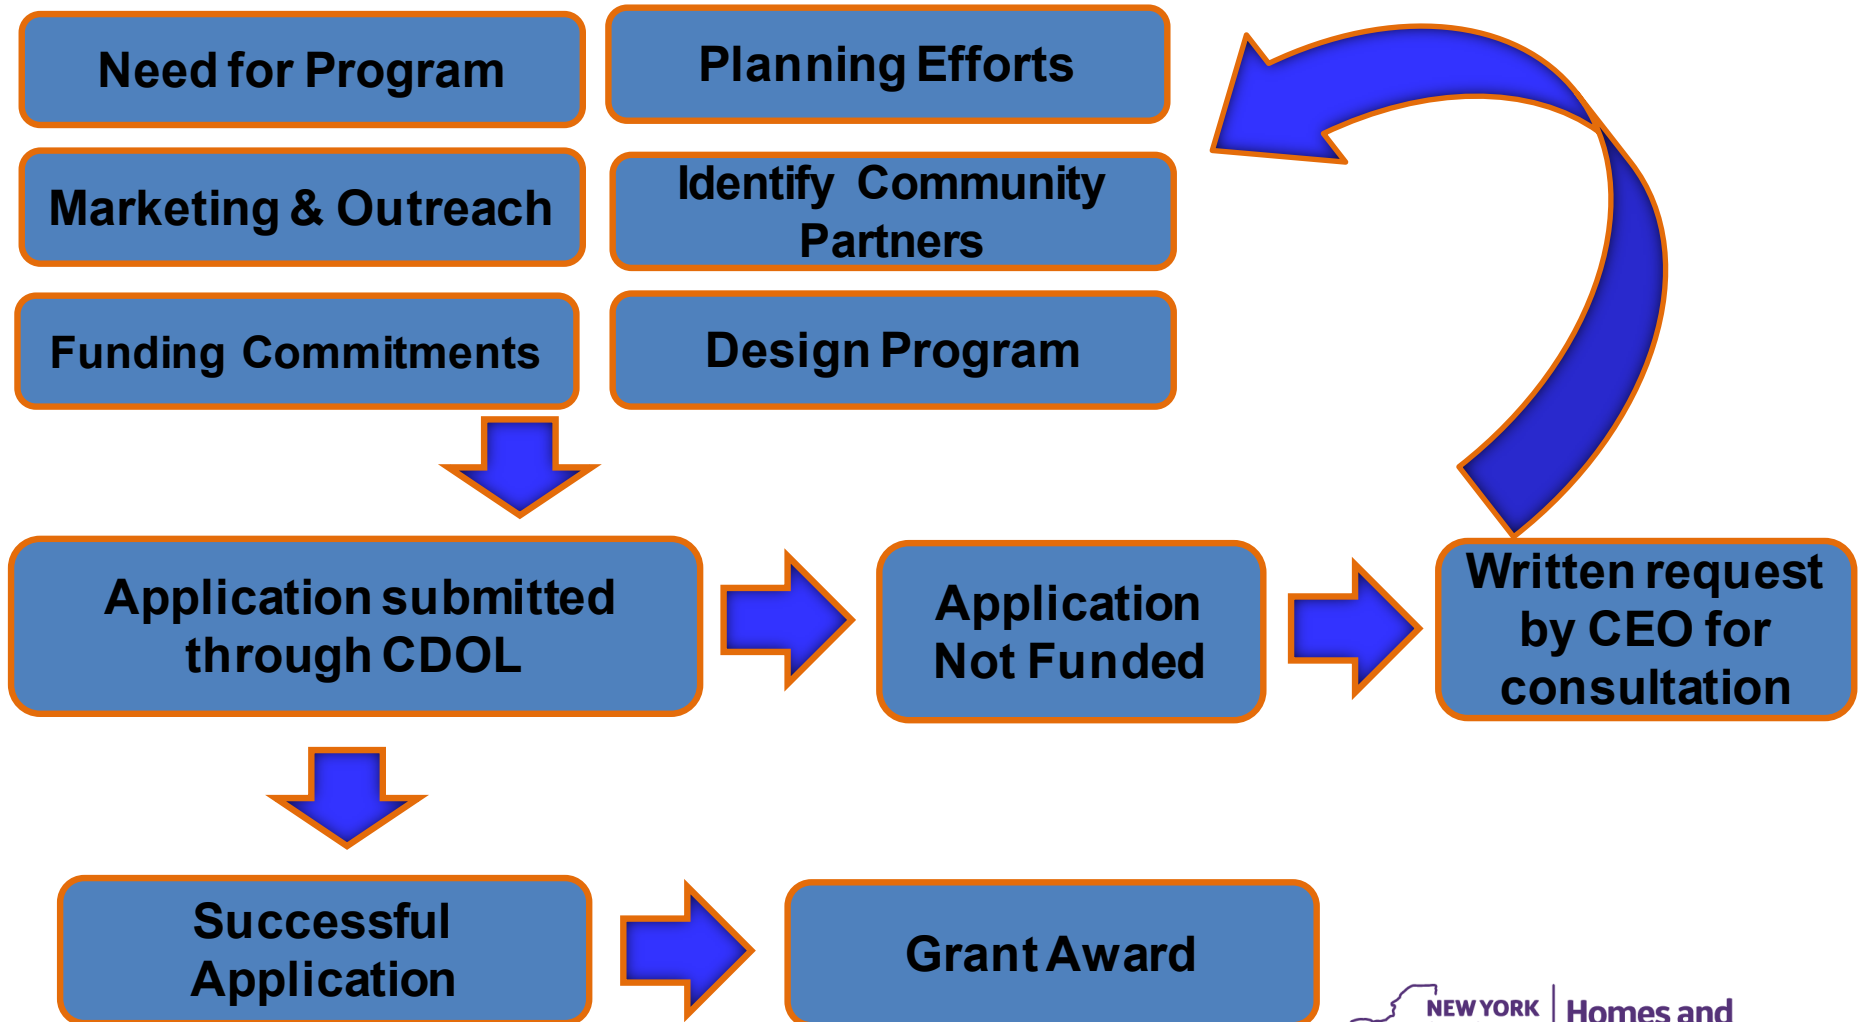 Need for Program
Planning Efforts
Marketing & Outreach
Identify Community
Partners
Funding Commitments
Design Program
Application submitted
through CDOL
Application
Not Funded
Written request
by CEO for
consultation
Successful
Application
Grant Award
NEW YORK
Homes and